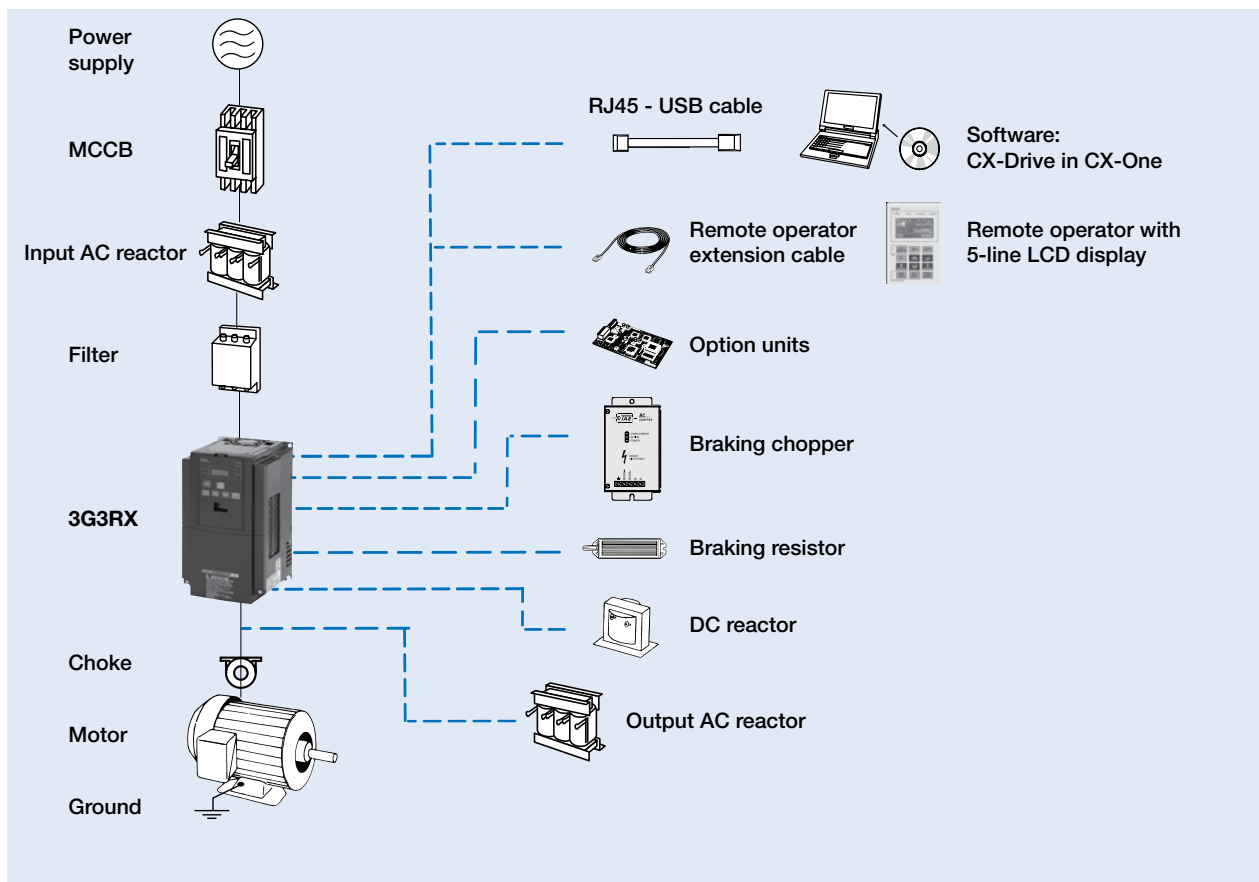 Power
supply
MCCB
Input AC reactor
Filter
3G3RX
Choke
Motor
Ground
RJ45 - USB cable
Software:
CX-Drive in CX-One
Remote operator
extension cable
Remote operator with
5-line LCD display
Option units
Braking chopper
Braking resistor
DC reactor
Output AC reactor